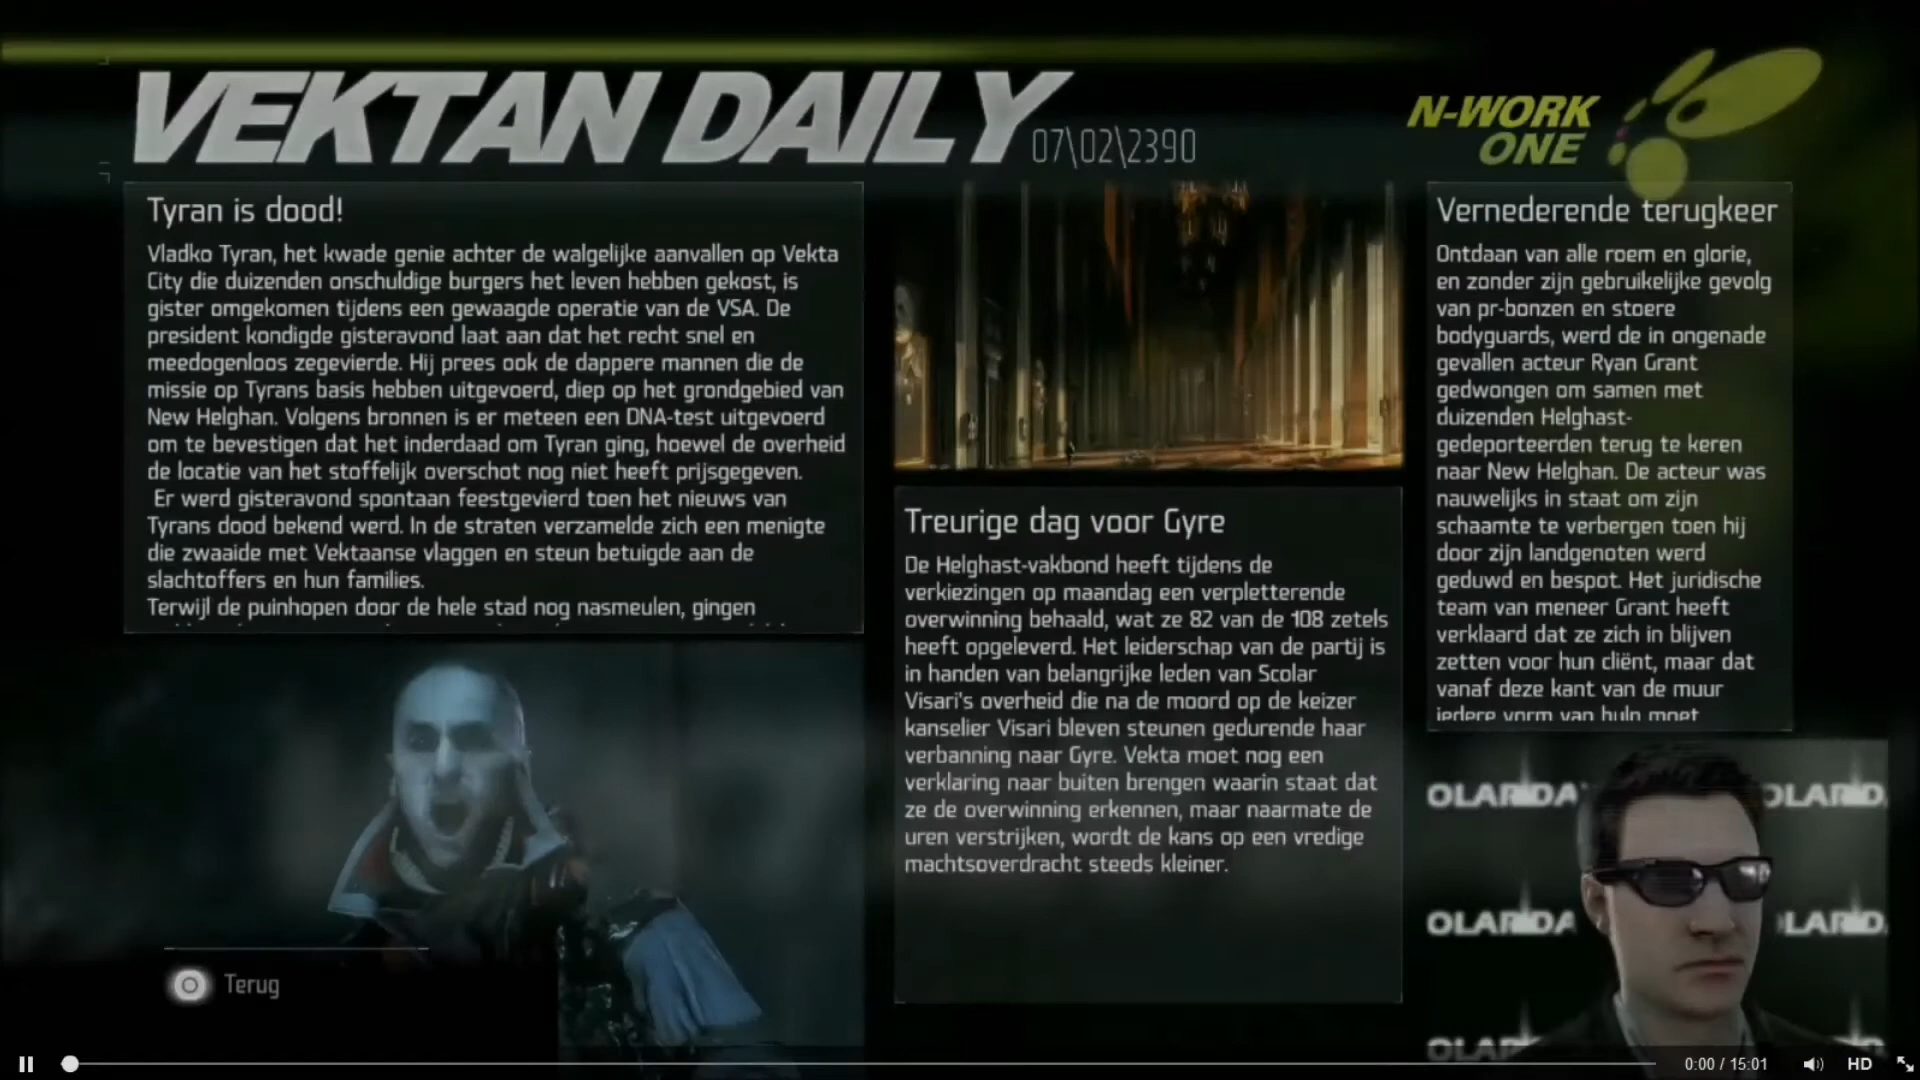 VEKTAN DAILY
07\02\2390
N-WORK
ONE
Tyran is dood!
Vladko Tyran, het kwade genie achter de walgelijke aanvallen op Vekta
City die duizenden onschuldige burgers het leven hebben gekost, is
gister omgekomen tijdens een gewaagde operatie van de VSA. De
president kondigde gisteravond laat aan dat het recht snel en
meedogenloos zegevierde. Hij prees ook de dappere mannen die de
missie op Tyrans basis hebben uitgevoerd, diep op het grondgebied van
New Helghan. Volgens bronnen is er meteen een DNA-test uitgevoerd
om te bevestigen dat het inderdaad om Tyran ging, hoewel de overheid
de locatie van het stoffelijk overschot nog niet heeft prijsgegeven.
Er werd gisteravond spontaan feestgevierd toen het nieuws van
Tyrans dood bekend werd. In de straten verzamelde zich een menigte
die zwaaide met Vektaanse vlaggen en steun betuigde aan de
slachtoffers en hun families.
Terwijl de puinhopen door de hele stad nog nasmeulen, gingen
Treurige dag voor Gyre
De Helghast-vakbond heeft tijdens de
verkiezingen op maandag een verpletterende
overwinning behaald, wat ze 82 van de 108 zetels
heeft opgeleverd. Het leiderschap van de partij is
in handen van belangrijke leden van Scolar
Visari's overheid die na de moord op de keizer
kanselier Visari bleven steunen gedurende haar
verbanning naar Gyre. Vekta moet nog een
verklaring naar buiten brengen waarin staat dat
ze de overwinning erkennen, maar naarmate de
uren verstrijken, wordt de kans op een vredige
machtsoverdracht steeds kleiner.
Vernederende terugkeer
Ontdaan van alle roem en glorie,
en zonder zijn gebruikelijke gevolg
van pr-bonzen en stoere
bodyguards, werd de in ongenade
gevallen acteur Ryan Grant
gedwongen om samen met
duizenden Helghast-
gedeporteerden terug te keren
naar New Helghan. De acteur was
nauwelijks in staat om zijn
schaamte te verbergen toen hij
door zijn landgenoten werd
geduwd en bespot. Het juridische
team van meneer Grant heeft
verklaard dat ze zich in blijven
zetten voor hun cliënt, maar dat
vanaf deze kant van de muur
iedere vorm van hulp moet
OLAR DA OLAR D
OLAR DA LAR D
OLAR
Terug
0:00 / 15:01
HD